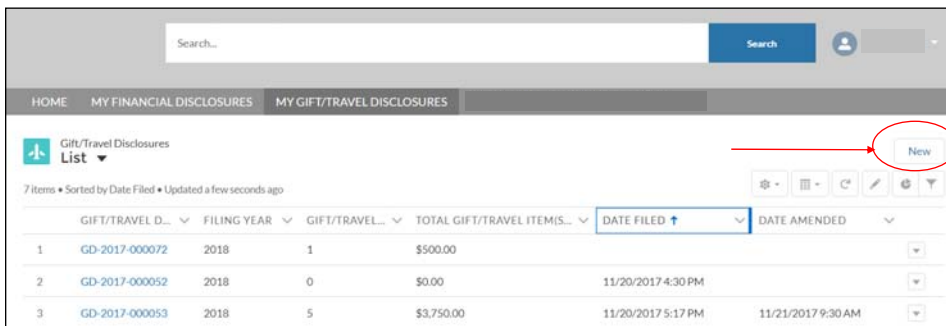 Search... Search
HOME MY FINANCIAL DISCLOSURES MY GIFT/TRAVEL DISCLOSURES
Gift/Travel Disclosures
List
New
7 items • Sorted by Date Filed • Updated a few seconds ago
GIFT/TRAVEL D... FILING YEAR GIFT/TRAVEL... TOTAL GIFT/TRAVEL ITEM(S... DATE FILED ↑ DATE AMENDED
1 GD-2017-000072 2018 1 $500.00
2 GD-2017-000052 2018 0 $0.00 11/20/2017 4:30 PM
3 GD-2017-000053 2018 5 $3,750.00 11/20/2017 5:17 PM 11/21/2017 9:30 AM